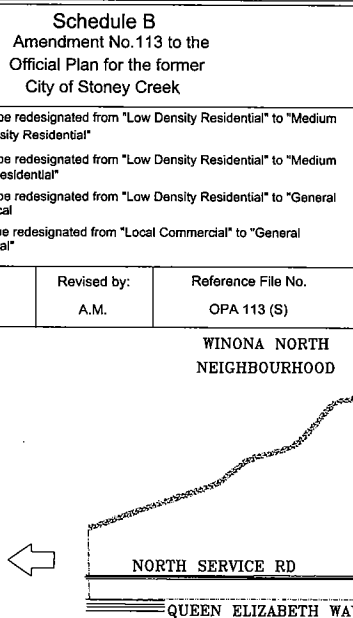 Schedule B
Amendment No.113 to the
Official Plan for the former
City of Stoney Creek
be redesignated from "Low Density Residential" to "Medium
sity Residential"
be redesignated from "Low Density Residential" to "Medium
esidential"
be redesignated from "Low Density Residential" to "General
cal
be redesignated from "Local Commercial" to "General
al"
Revised by:
A.M.
Reference File No.
OPA 113 (S)
WINONA NORTH
NEIGHBOURHOOD
NORTH SERVICE RD
QUEEN ELIZABETH WAY